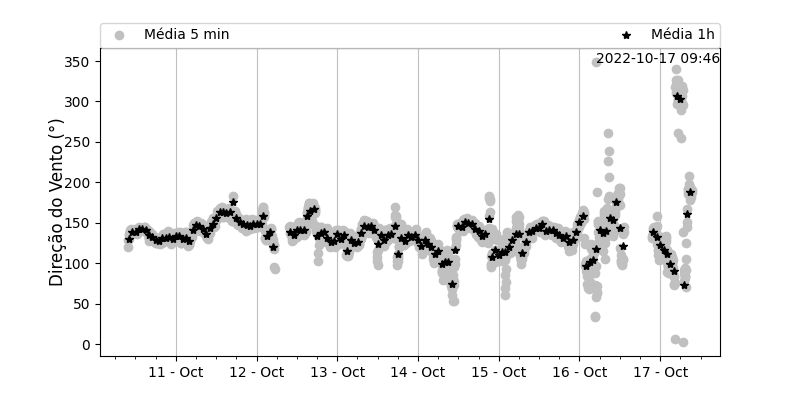 Média 5 min
Média 1h
2022-10-17 09:46
Direção do Vento (°)
350
300
250
200
150
100
50
0
11 - Oct
12 - Oct
13 - Oct
14 - Oct
15 - Oct
16 - Oct
17 - Oct